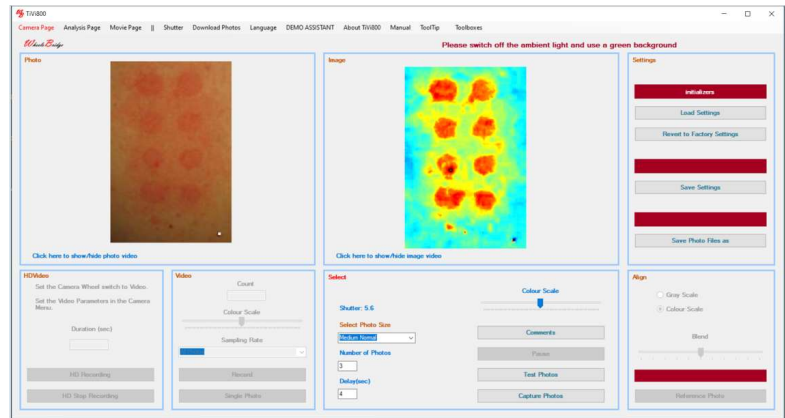 TiVi800
Camera Page Analysis Page Movie Page || Shutter Download Photos Language DEMO ASSISTANT About TiVi800 Manual ToolTip Toolboxes
WheelsBridge
Please switch off the ambient light and use a green background
Photo
Click here to show/hide photo video
Image
Click here to show/hide image video
Settings
initializers
Load Settings
Revert to Factory Settings
Save Settings
Save Photo Files as
HDVideo
Set the Camera Wheel switch to Video.
Set the Video Parameters in the Camera
Menu.
Duration (sec)
HD Recording
HD Stop Recording
Video
Count
Colour Scale
Sampling Rate
Record
Single Photo
Select
Shutter: 5.6
Select Photo Size
Medium Normal
Number of Photos
3
Delay(sec)
4
Colour Scale
Comments
Pause
Test Photos
Capture Photos
Align
Gray Scale
Colour Scale
Blend
Reference Photo